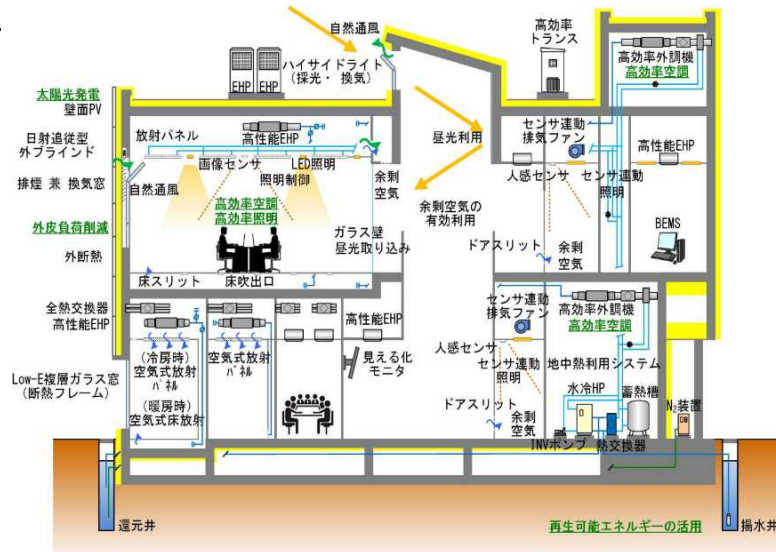 自然通風
ハイサイドライト
(採光・換気)
EHP EHP
高効率
トランス
高効率外調機
高効率空調
太陽光発電
壁面PV
日射追従型
外ブラインド
排煙 兼 換気窓
自然通風
外皮負荷削減
外断熱
全熱交換器
高性能EHP
Low-E複層ガラス窓
(断熱フレーム)
放射パネル
高性能EHP
画像センサ
LED照明
照明制御
高効率空調
高効率照明
余剰
空気
ガラス壁
昼光取り込み
床スリット
床吹出口
昼光利用
余剰空気の
有効利用
センサ連動
排気ファン
人感センサ
センサ連動
照明
高性能EHP
ドアスリット
余剰
空気
BEMS
(冷房時)
空気式放射
パネル
(暖房時)
空気式床放射
空気式放射
パネル
高性能EHP
見える化
モニタ
センサ連動
排気ファン
人感センサ
センサ連動
照明
ドアスリット
余剰
空気
高効率外調機
高効率空調
地中熱利用システム
水冷HP
蓄熱槽
N₂装置
INVポンプ
熱交換器
還元井
再生可能エネルギーの活用
揚水井